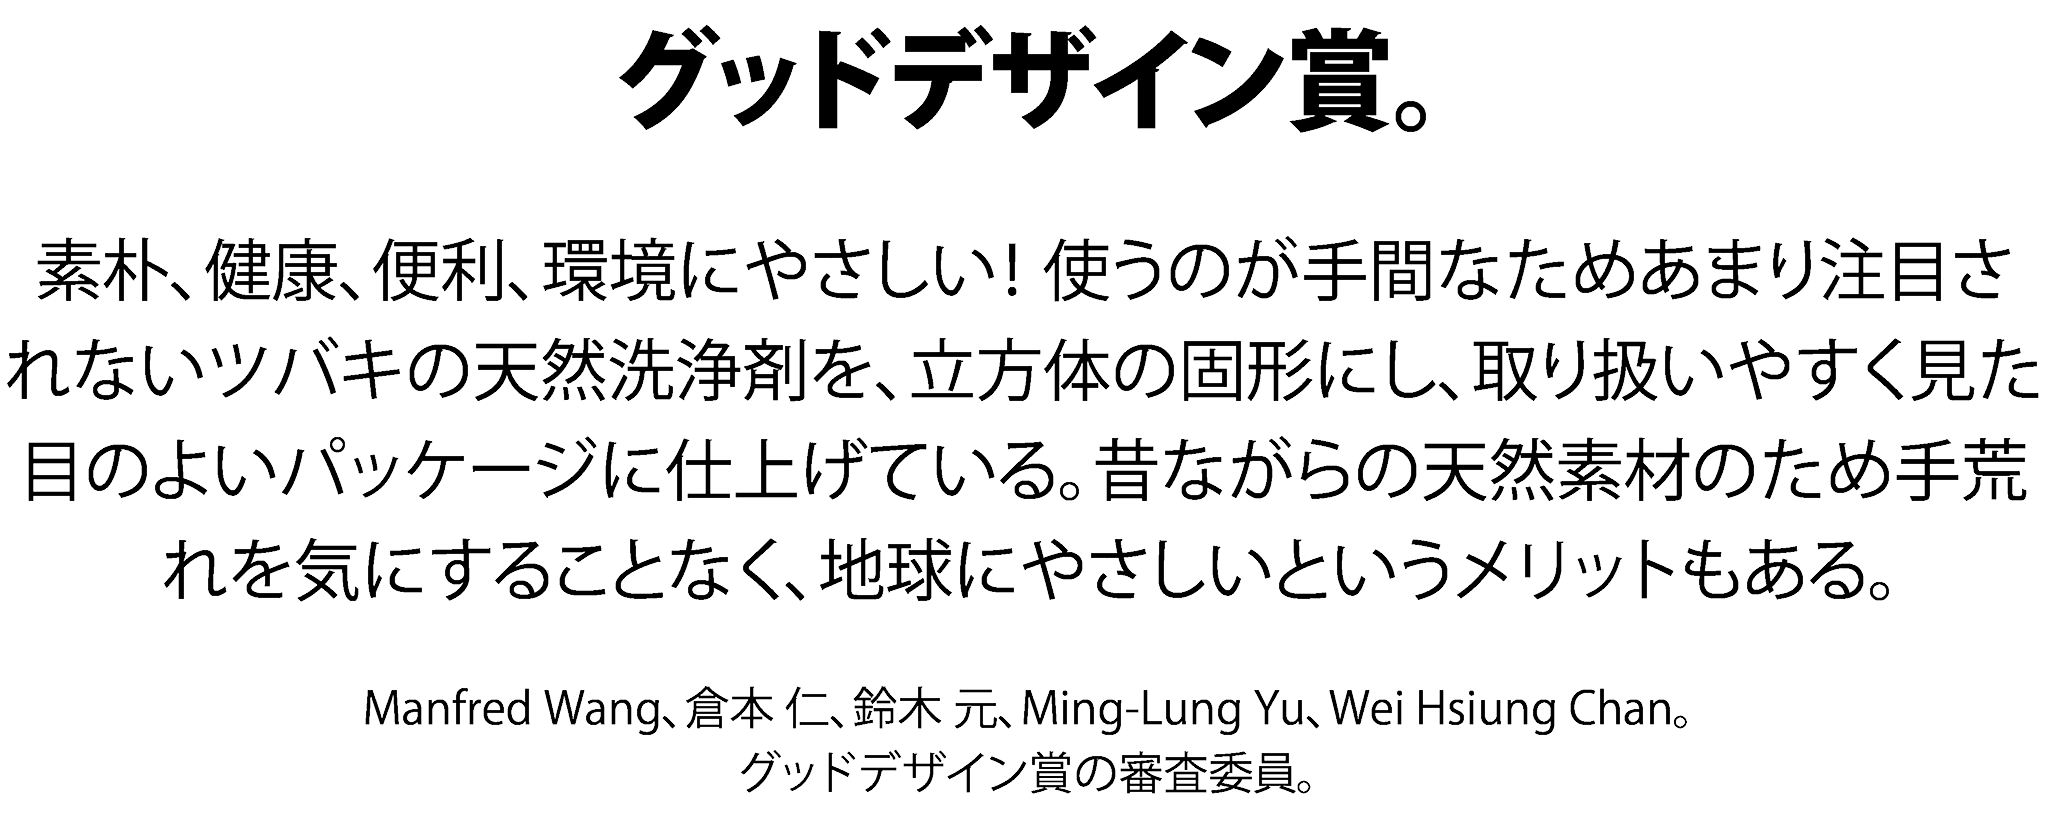 グッドデザイン賞。
素朴、健康、便利、環境にやさしい！使うのが手間なためあまり注目さ
れないツバキの天然洗浄剤を、立方体の固形にし、取り扱いやすく見た
目のよいパッケージに仕上げている。昔ながらの天然素材のため手荒
れを気にすることなく、地球にやさしいというメリットもある。
Manfred Wang、倉本 仁、鈴木 元、Ming-Lung Yu、Wei Hsiung Chan。
グッドデザイン賞の審査委員。